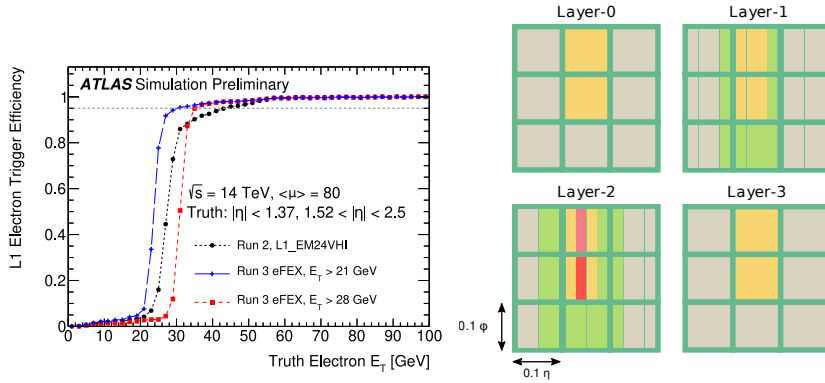 ATLAS Simulation Preliminary
L1 Electron Trigger Efficiency
1
0.8
0.6
0.4
0.2
0
√s = 14 TeV, <μ> = 80
Truth: |η| < 1.37, 1.52 < |η| < 2.5
Run 2, L1_EM24VHI
Run 3 eFEX, E_T > 21 GeV
Run 3 eFEX, E_T > 28 GeV
0 10 20 30 40 50 60 70 80 90 100
Truth Electron E_T [GeV]
Layer-0
Layer-1
Layer-2
Layer-3
0.1 φ
0.1 η